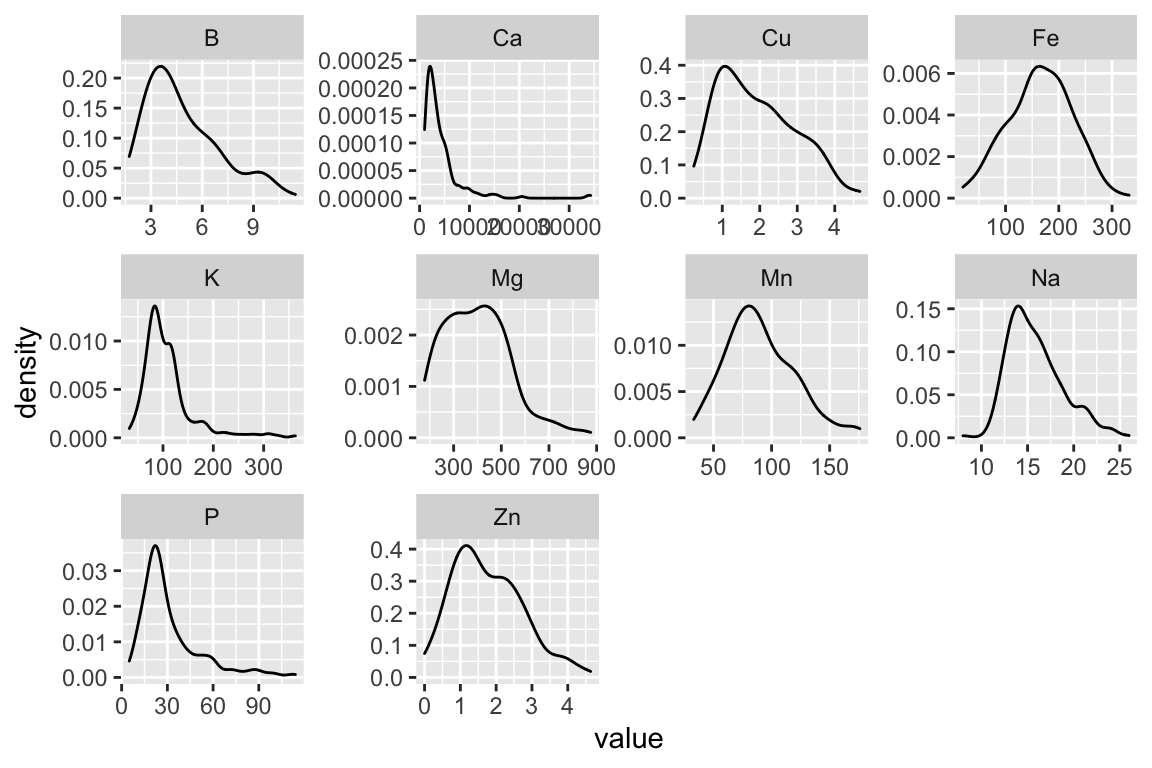 B
0.20
0.15
0.10
0.05
0.00
3 6 9
Ca
0.00025
0.00020
0.00015
0.00010
0.00005
0.00000
0 10000 20000 30000
Cu
0.4
0.3
0.2
0.1
0.0
1 2 3 4
Fe
0.006
0.004
0.002
0.000
100 200 300
density
K
0.010
0.005
0.000
100 200 300
Mg
0.002
0.001
0.000
300 500 700 900
Mn
0.010
0.005
0.000
50 100 150
Na
0.15
0.10
0.05
0.00
10 15 20 25
P
0.03
0.02
0.01
0.00
0 30 60 90
Zn
0.4
0.3
0.2
0.1
0.0
0 1 2 3 4
value